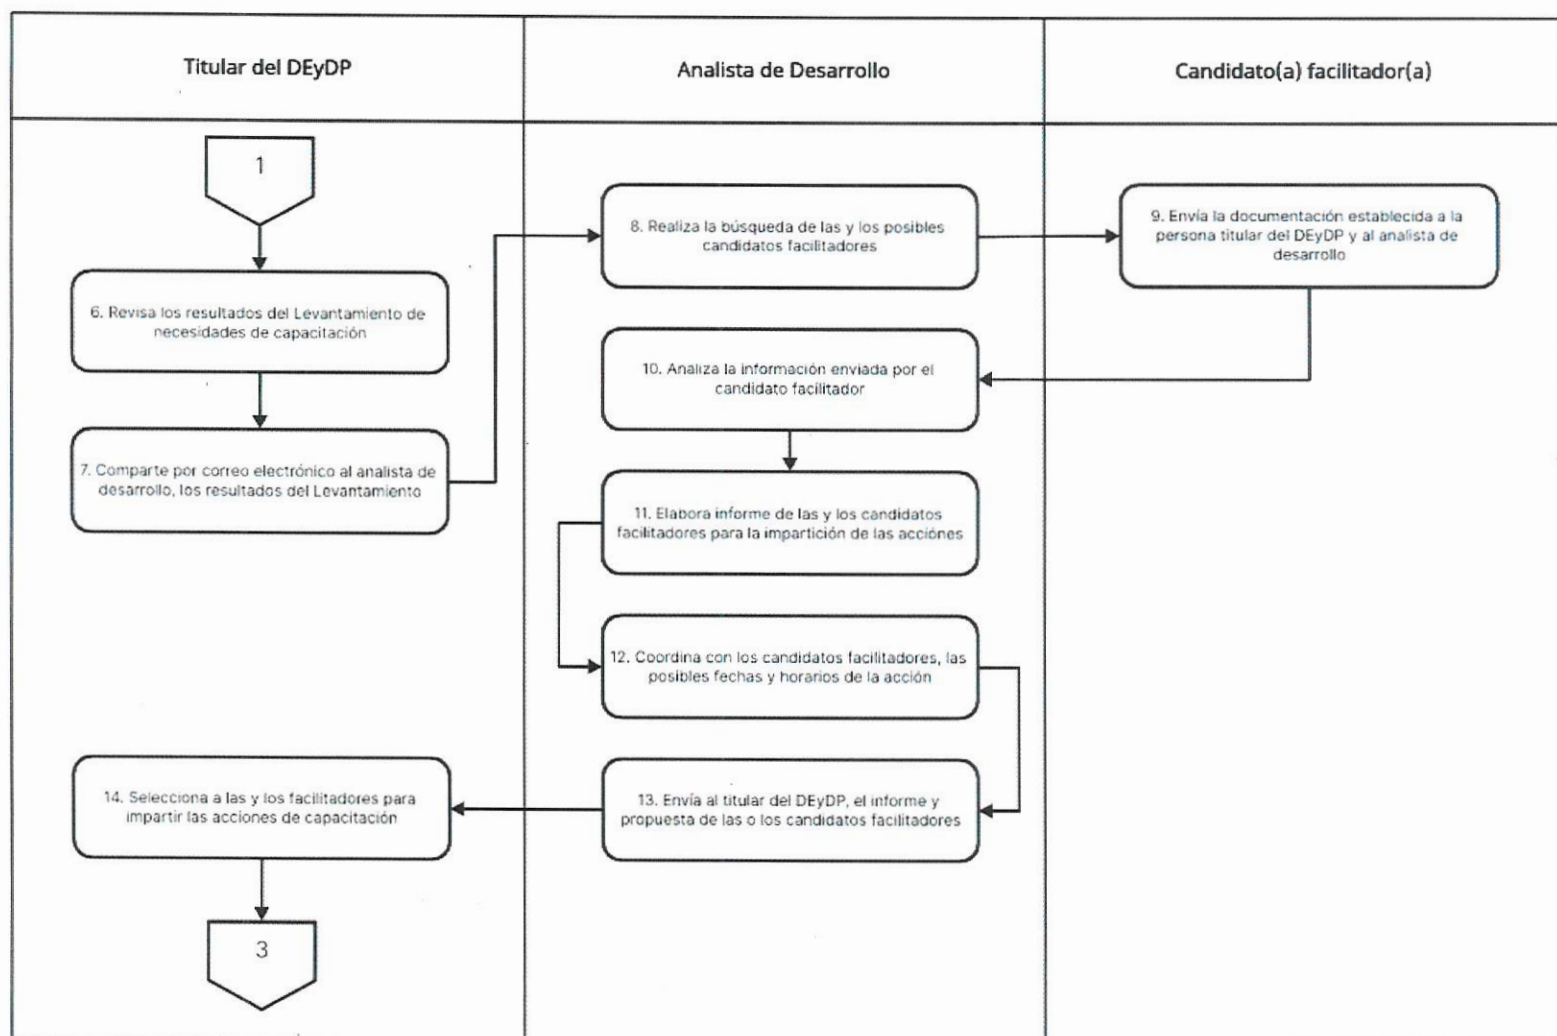 Titular del DEyDP
Analista de Desarrollo
Candidato(a) facilitador(a)
1
6. Revisa los resultados del Levantamiento de
necesidades de capacitación
7. Comparte por correo electrónico al analista de
desarrollo, los resultados del Levantamiento
8. Realiza la búsqueda de las y los posibles
candidatos facilitadores
9. Envía la documentación establecida a la
persona titular del DEyDP y al analista de
desarrollo
10. Analiza la información enviada por el
candidato facilitador
11. Elabora informe de las y los candidatos
facilitadores para la impartición de las acciónes
12. Coordina con los candidatos facilitadores, las
posibles fechas y horarios de la acción
13. Envía al titular del DEyDP, el informe y
propuesta de las o los candidatos facilitadores
14. Selecciona a las y los facilitadores para
impartir las acciones de capacitación
3